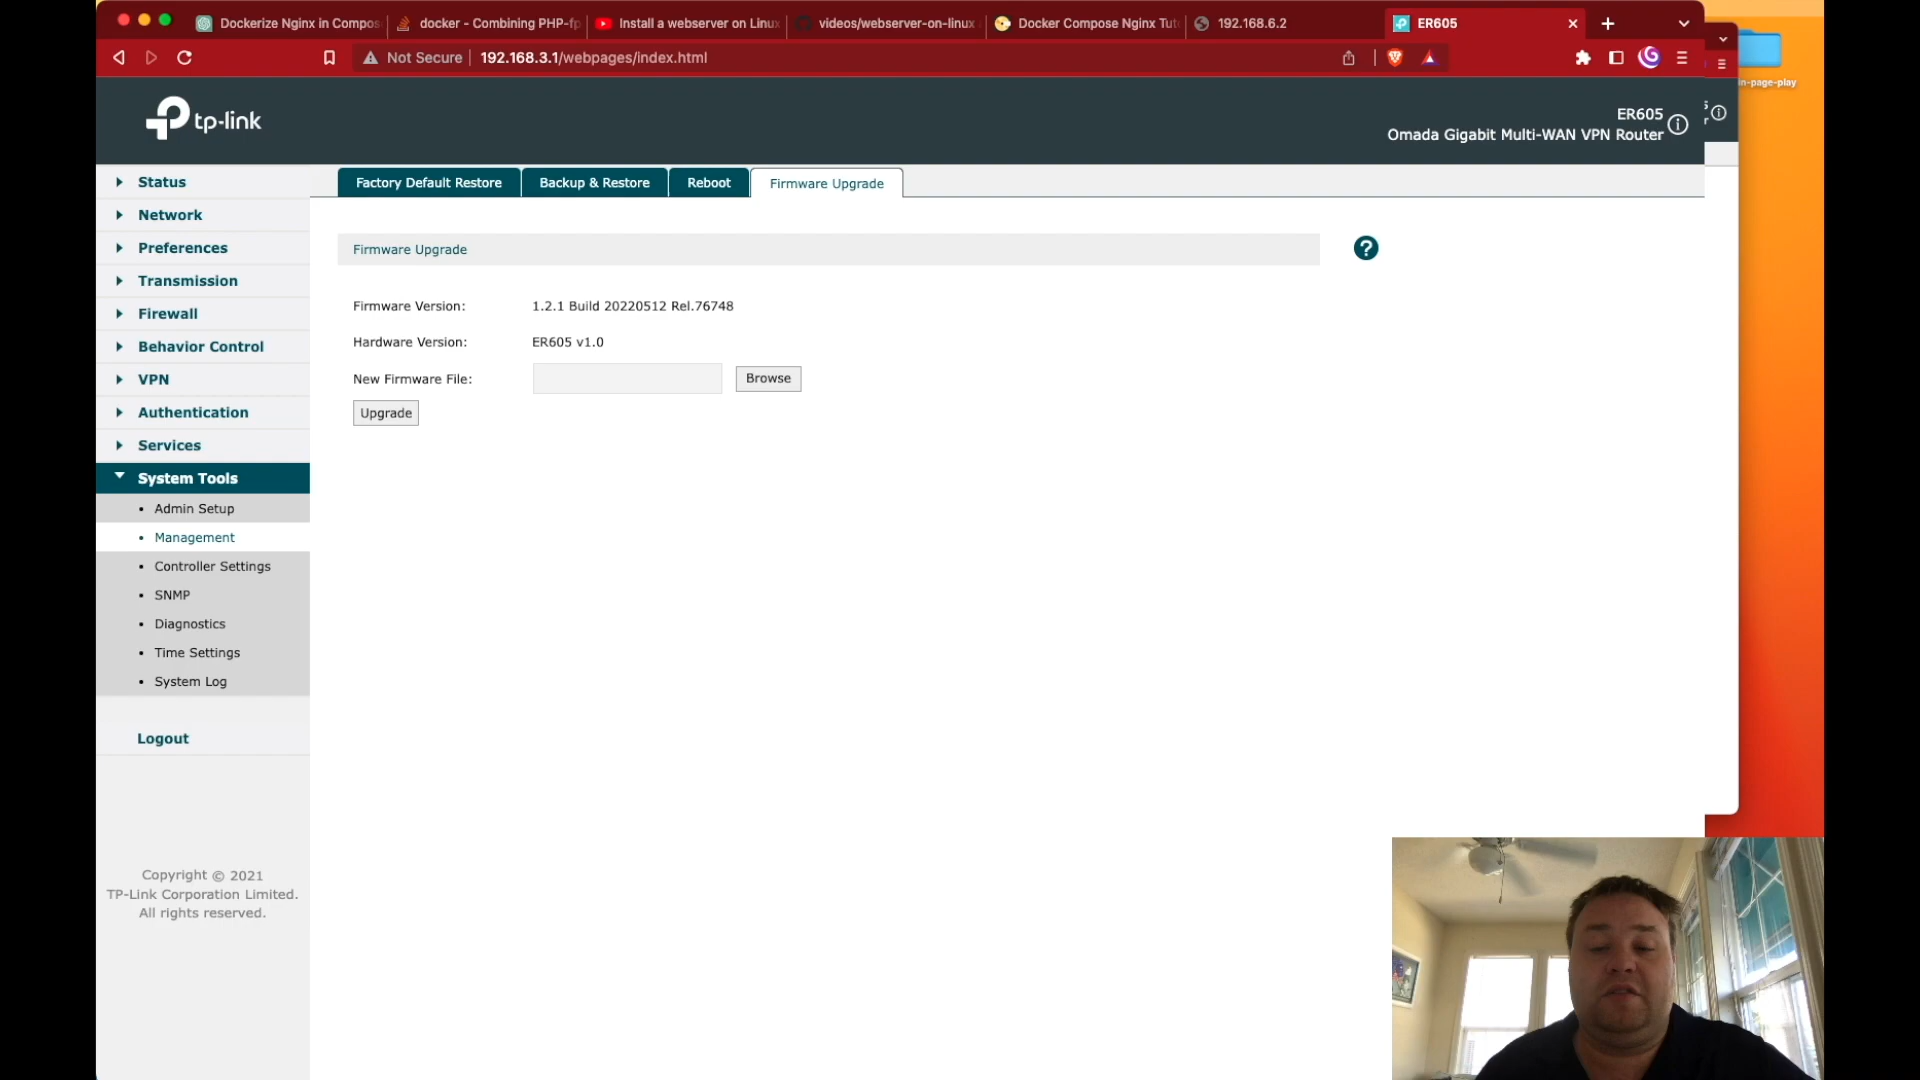 Dockerize Nginx in Compos
docker - Combining PHP-fp
Install a webserver on Linux
videos/webserver-on-linux
Docker Compose Nginx Tut
192.168.6.2
ER605
Not Secure
192.168.3.1/webpages/index.html
n-page-play
tp-link
ER605
Omada Gigabit Multi-WAN VPN Router
Status
Network
Preferences
Transmission
Firewall
Behavior Control
VPN
Authentication
Services
System Tools
Admin Setup
Management
Controller Settings
SNMP
Diagnostics
Time Settings
System Log
Logout
Copyright © 2021
TP-Link Corporation Limited.
All rights reserved.
Factory Default Restore
Backup & Restore
Reboot
Firmware Upgrade
Firmware Upgrade
Firmware Version: 1.2.1 Build 20220512 Rel.76748
Hardware Version: ER605 v1.0
New Firmware File: Browse
Upgrade